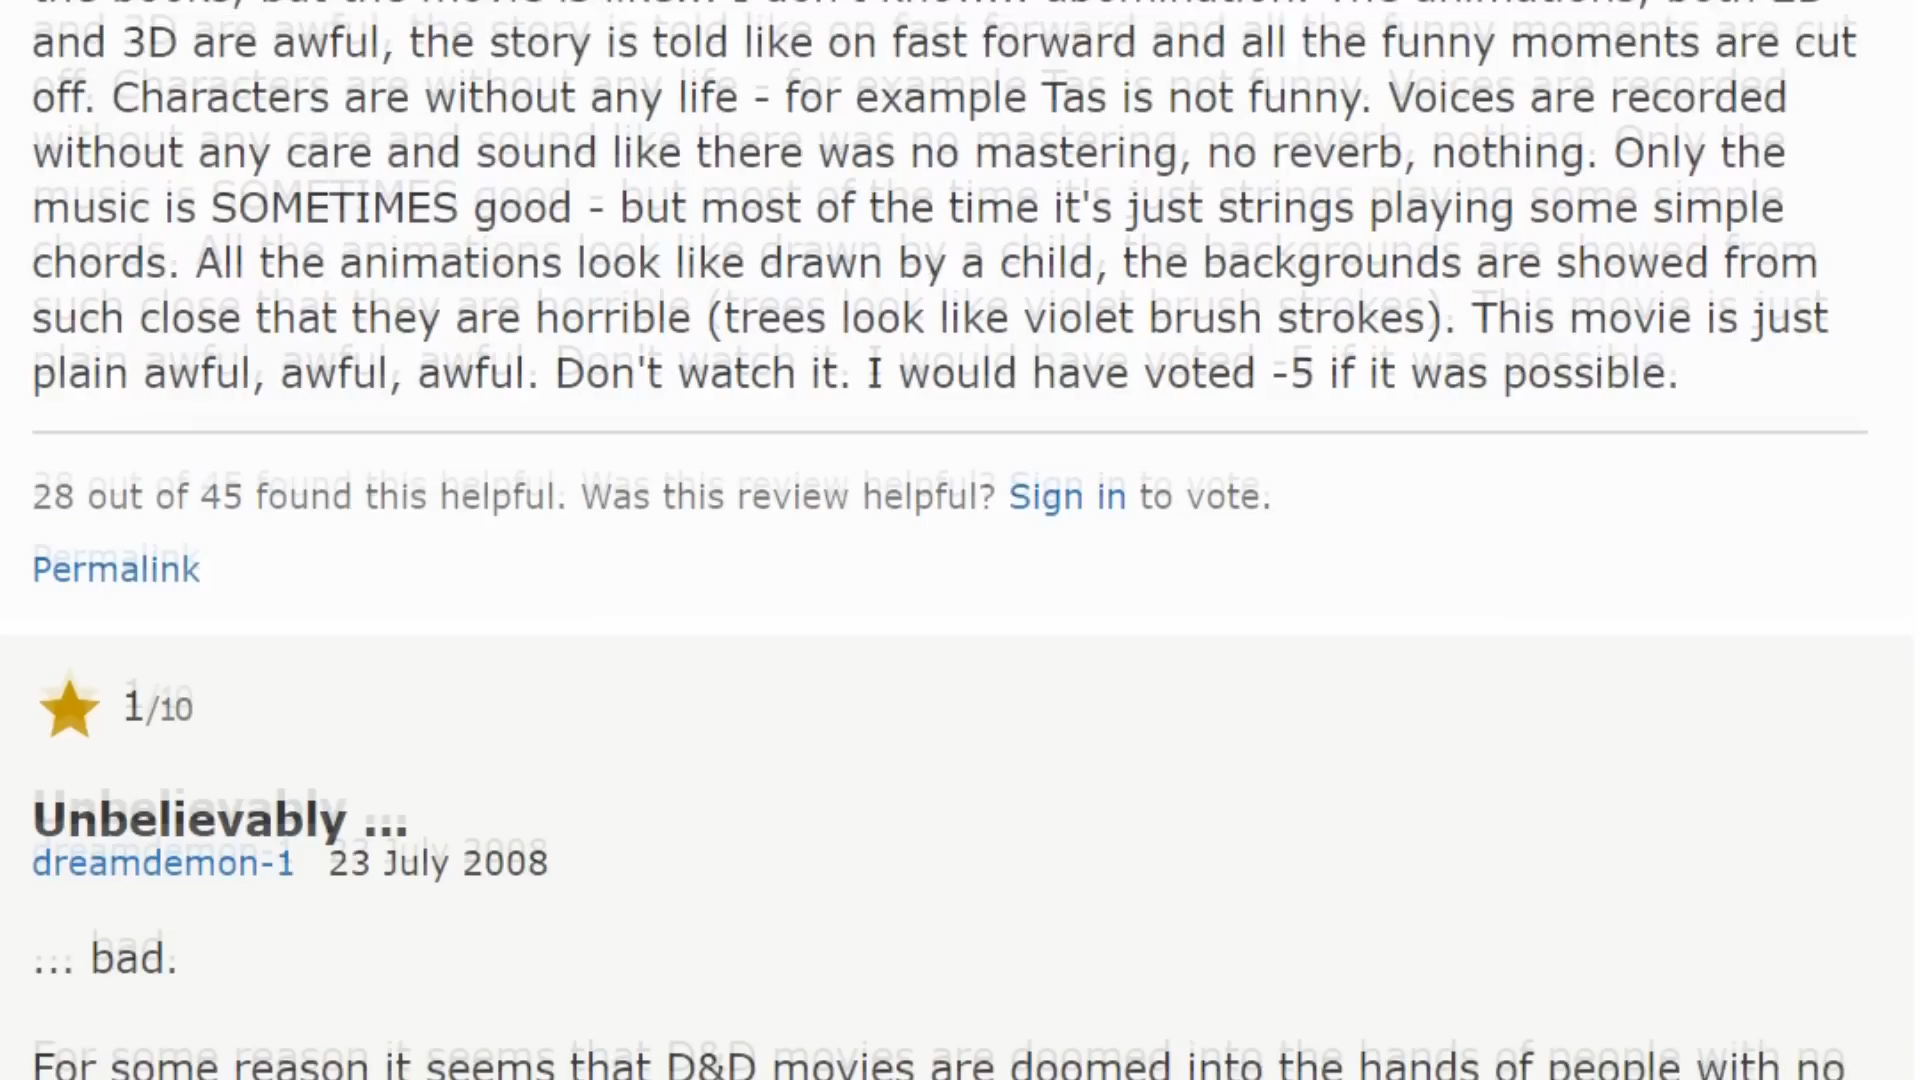 and 3D are awful, the story is told like on fast forward and all the funny moments are cut
off. Characters are without any life - for example Tas is not funny. Voices are recorded
without any care and sound like there was no mastering, no reverb, nothing. Only the
music is SOMETIMES good - but most of the time it's just strings playing some simple
chords. All the animations look like drawn by a child, the backgrounds are showed from
such close that they are horrible (trees look like violet brush strokes). This movie is just
plain awful, awful, awful. Don't watch it. I would have voted -5 if it was possible.
28 out of 45 found this helpful. Was this review helpful? Sign in to vote.
Permalink
1/10
Unbelievably ...
dreamdemon-1 23 July 2008
... bad.
For some reason it seems that D&D movies are doomed into the hands of people with no